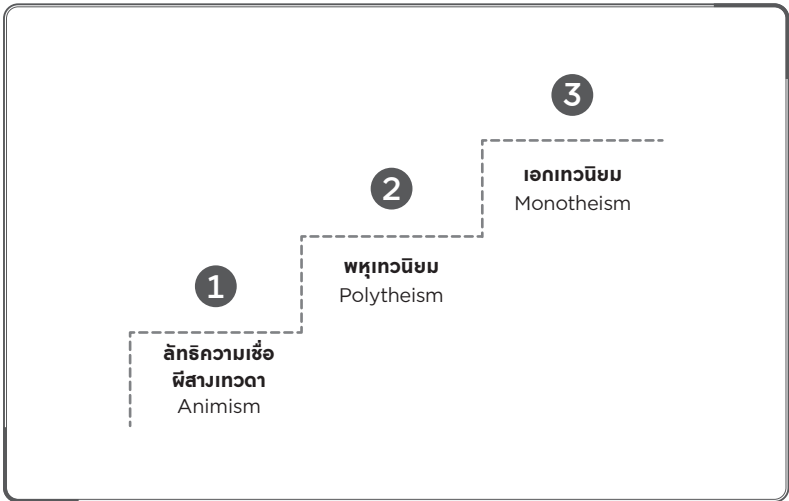 1
ลัทธิความเชื่อ
ผีสางเทวดา
Animism
2
พหุเทวนิยม
Polytheism
3
เอกเทวนิยม
Monotheism